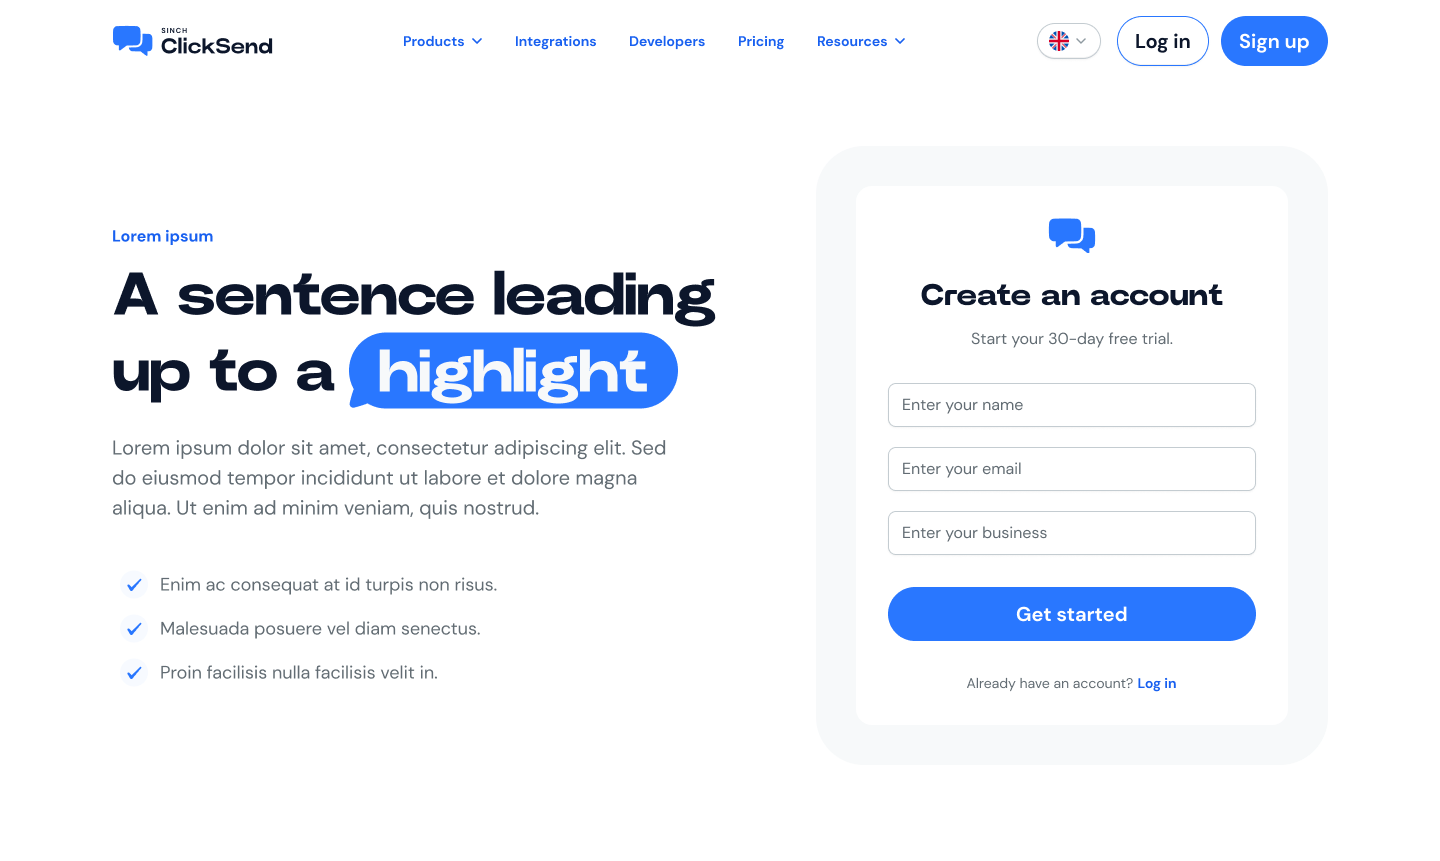 SINCH
ClickSend
Products
Integrations
Developers
Pricing
Resources
Log in
Sign up
Lorem ipsum
A sentence leading
up to a highlight
Lorem ipsum dolor sit amet, consectetur adipiscing elit. Sed
do eiusmod tempor incididunt ut labore et dolore magna
aliqua. Ut enim ad minim veniam, quis nostrud.
Enim ac consequat at id turpis non risus.
Malesuada posuere vel diam senectus.
Proin facilisis nulla facilisis velit in.
Create an account
Start your 30-day free trial.
Enter your name
Enter your email
Enter your business
Get started
Already have an account? Log in